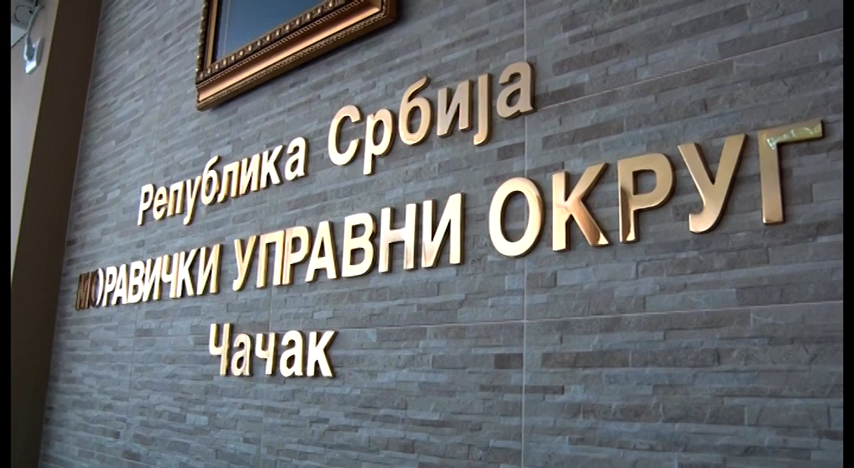 Република Србија
МОРАВИЧКИ УПРАВНИ ОКРУГ
Чачак